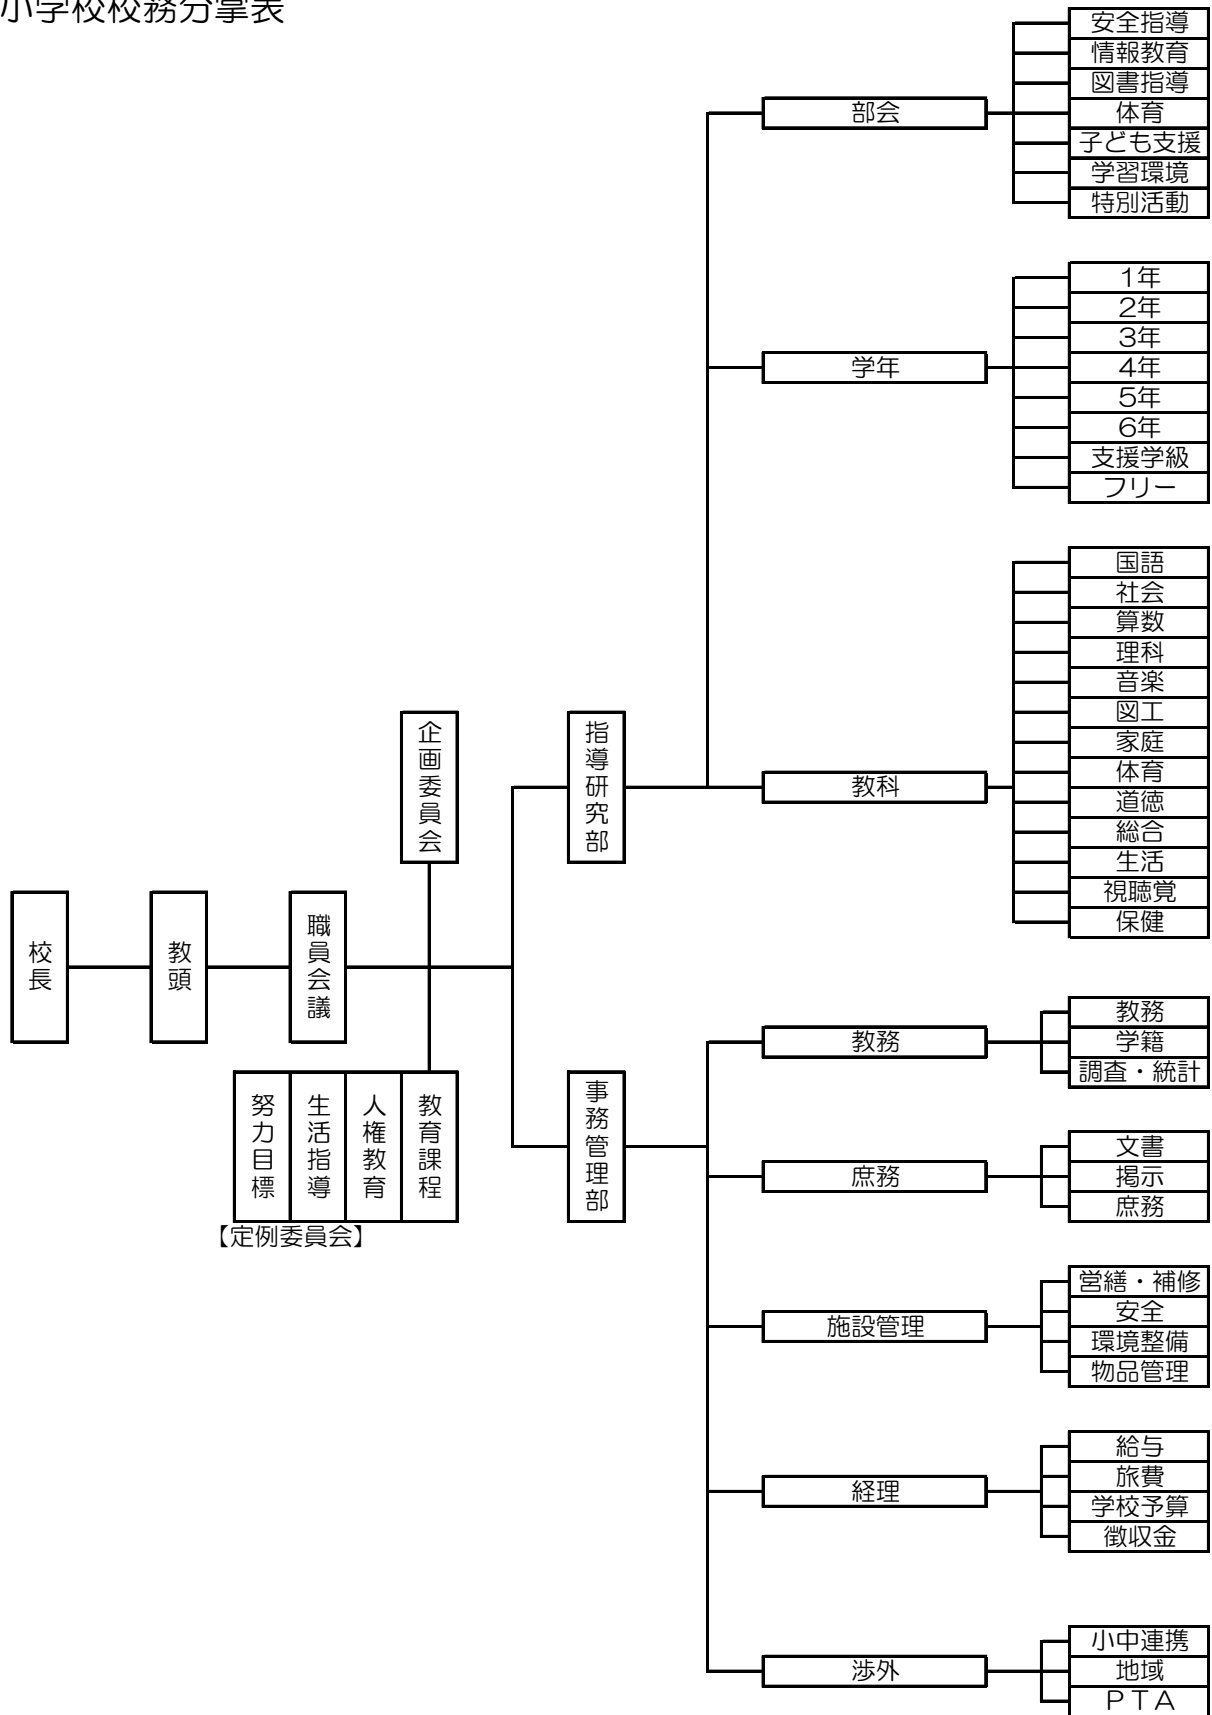 小学校校務分掌表
安全指導
情報教育
図書指導
体育
子ども支援
学習環境
特別活動
部会
1年
2年
3年
4年
5年
6年
支援学級
フリー
学年
国語
社会
算数
理科
音楽
図工
家庭
体育
道徳
総合
生活
視聴覚
保健
教科
企画委員会
指導研究部
校長
教頭
職員会議
努力目標
生活指導
人権教育
教育課程
【定例委員会】
事務管理部
教務
教務
学籍
調査・統計
庶務
文書
掲示
庶務
施設管理
営繕・補修
安全
環境整備
物品管理
経理
給与
旅費
学校予算
徴収金
渉外
小中連携
地域
ＰＴＡ